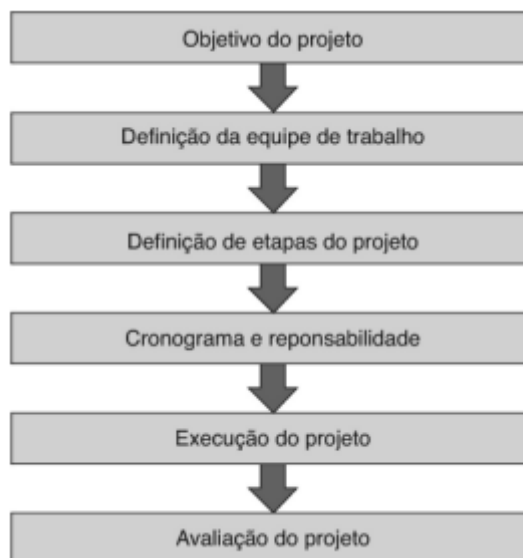 Objetivo do projeto
Definição da equipe de trabalho
Definição de etapas do projeto
Cronograma e reponsabilidade
Execução do projeto
Avaliação do projeto